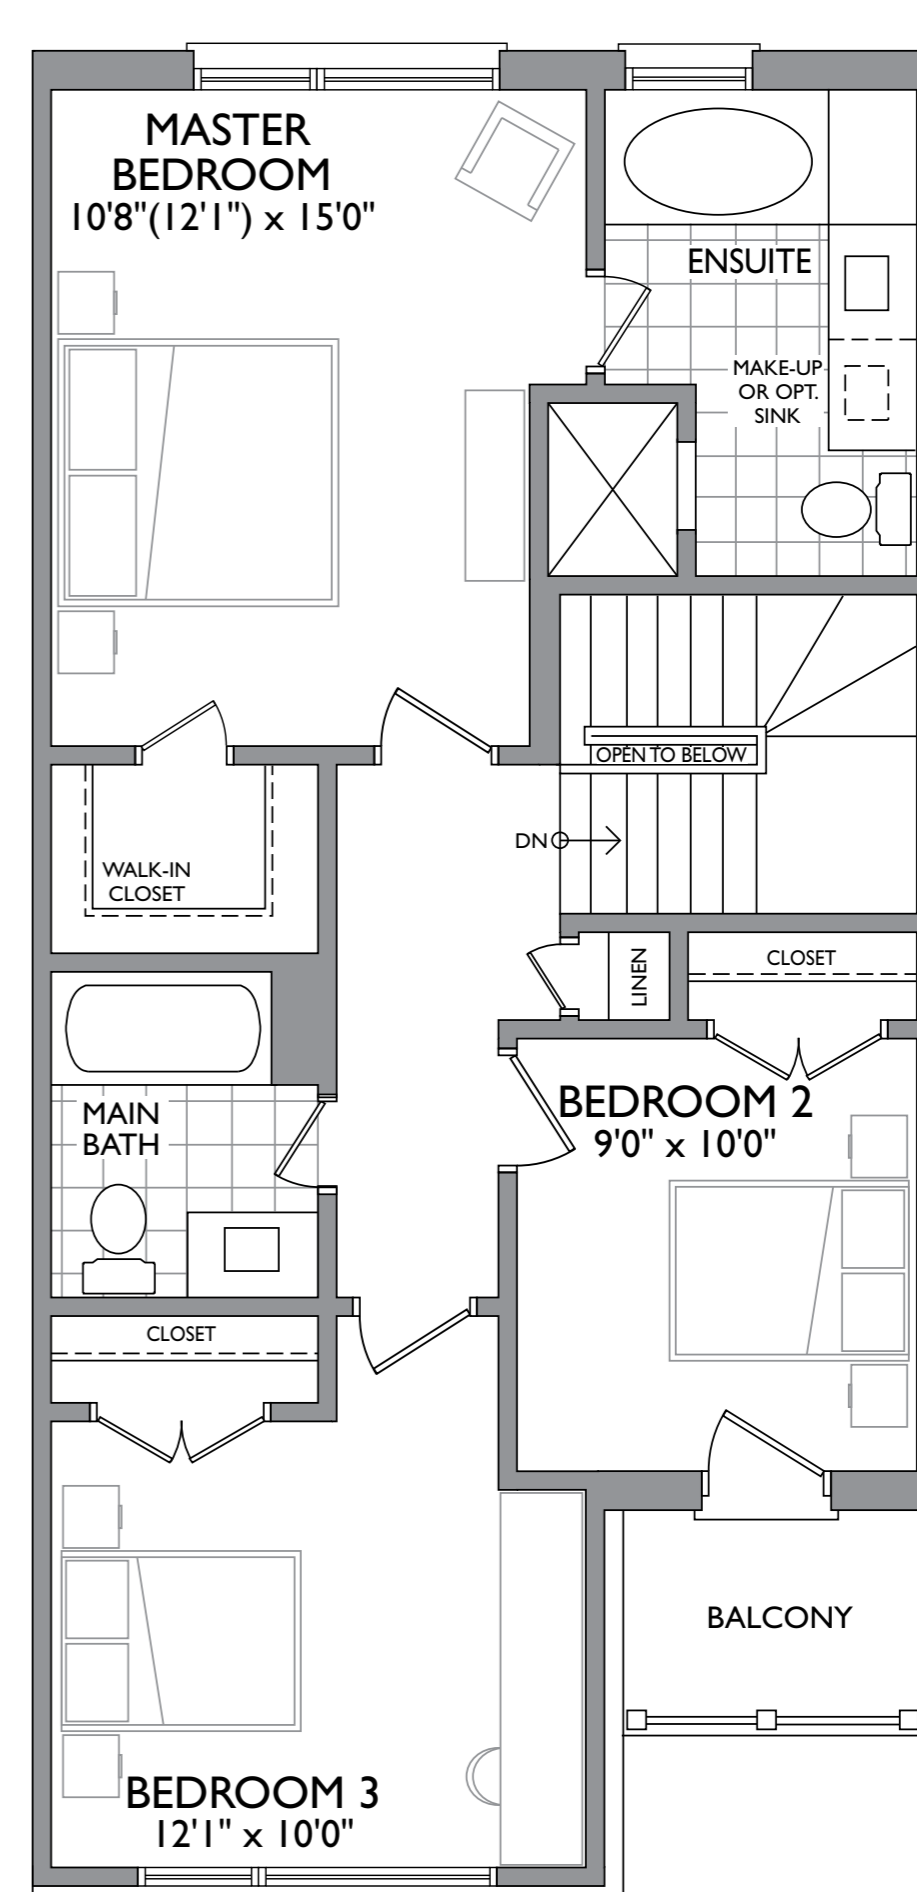 MASTER
BEDROOM
10'8"(12'1") x 15'0"
ENSUITE
MAKE-UP
OR OPT.
SINK
OPEN TO BELOW
DN
WALK-IN
CLOSET
LINEN
CLOSET
BEDROOM 2
9'0" x 10'0"
MAIN
BATH
CLOSET
BALCONY
BEDROOM 3
12'1" x 10'0"